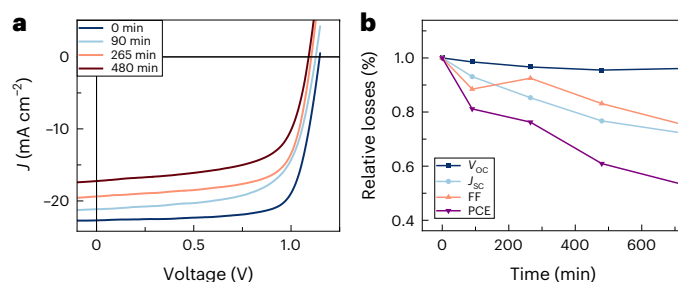 a
0 min
90 min
265 min
480 min
0
−10
−20
J (mA cm−2)
0
0.5
1.0
Voltage (V)
b
1.0
0.8
0.6
0.4
Relative losses (%)
VOC
JSC
FF
PCE
0
200
400
600
Time (min)